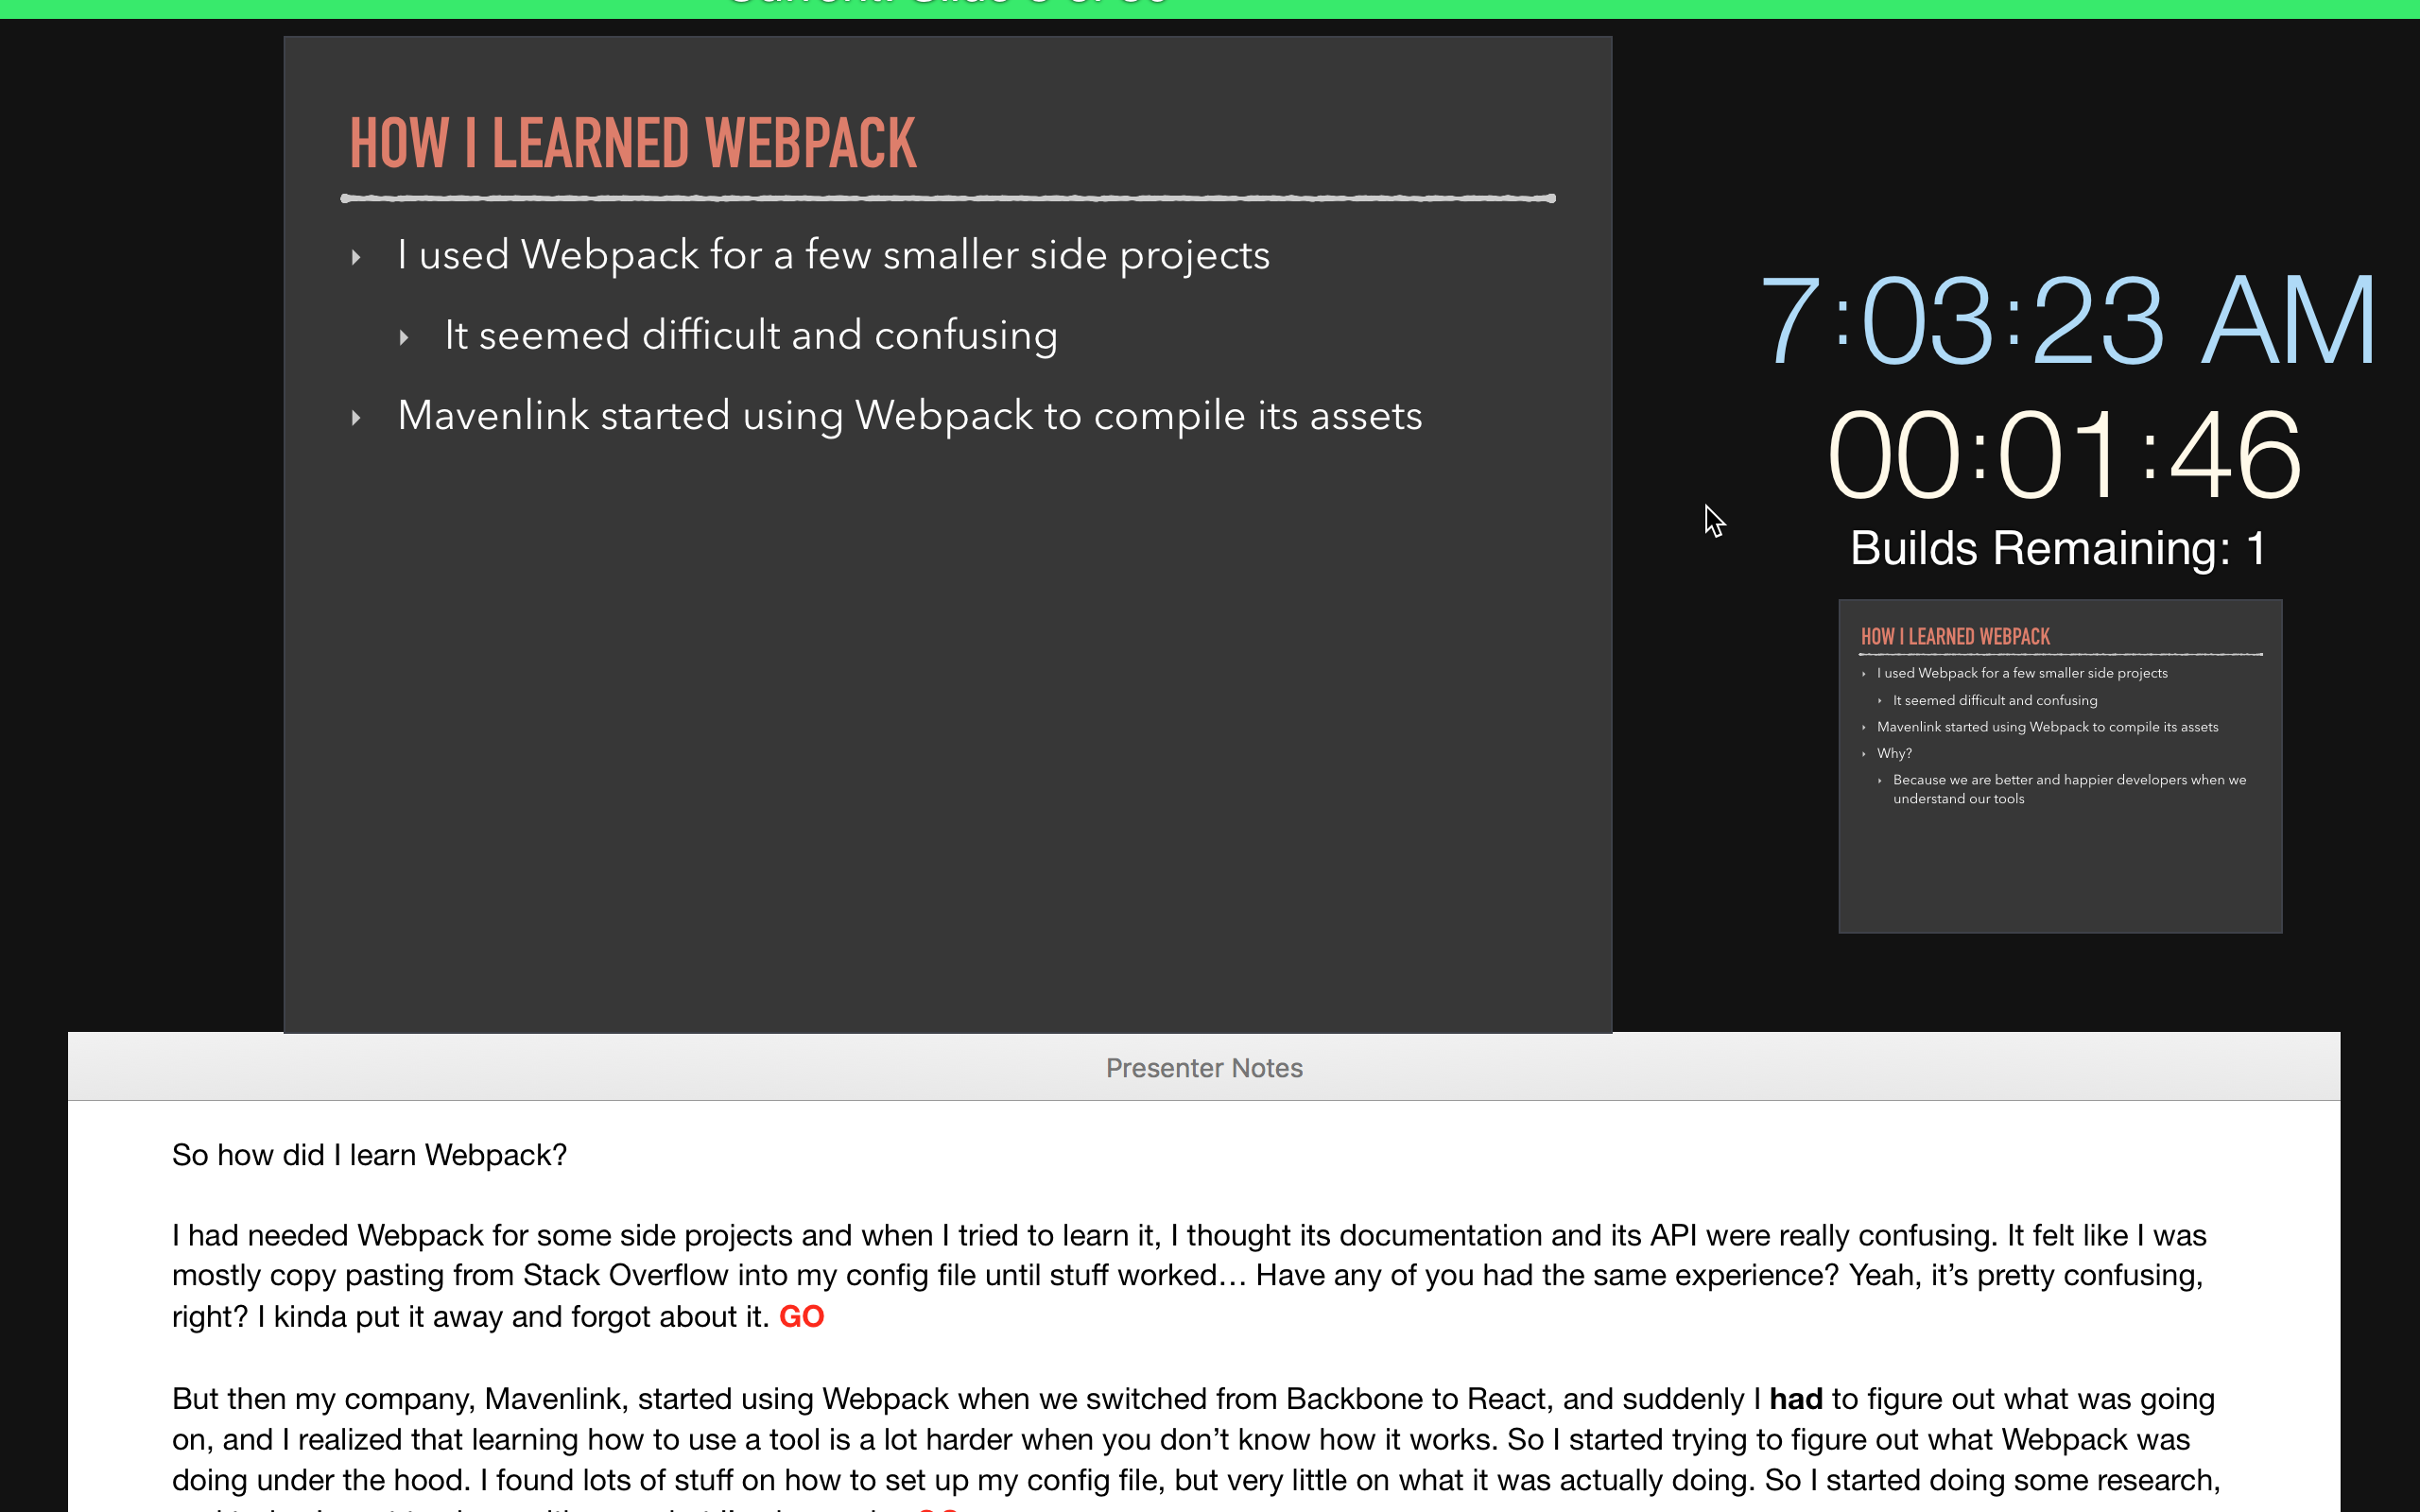 HOW I LEARNED WEBPACK
I used Webpack for a few smaller side projects
It seemed difficult and confusing
Mavenlink started using Webpack to compile its assets
7:03:23 AM
00:01:46
Builds Remaining: 1
HOW I LEARNED WEBPACK
I used Webpack for a few smaller side projects
It seemed difficult and confusing
Mavenlink started using Webpack to compile its assets
Why?
Because we are better and happier developers when we
understand our tools
Presenter Notes
So how did I learn Webpack?
I had needed Webpack for some side projects and when I tried to learn it, I thought its documentation and its API were really confusing. It felt like I was
mostly copy pasting from Stack Overflow into my config file until stuff worked… Have any of you had the same experience? Yeah, it’s pretty confusing,
right? I kinda put it away and forgot about it. GO
But then my company, Mavenlink, started using Webpack when we switched from Backbone to React, and suddenly I had to figure out what was going
on, and I realized that learning how to use a tool is a lot harder when you don’t know how it works. So I started trying to figure out what Webpack was
doing under the hood. I found lots of stuff on how to set up my config file, but very little on what it was actually doing. So I started doing some research,